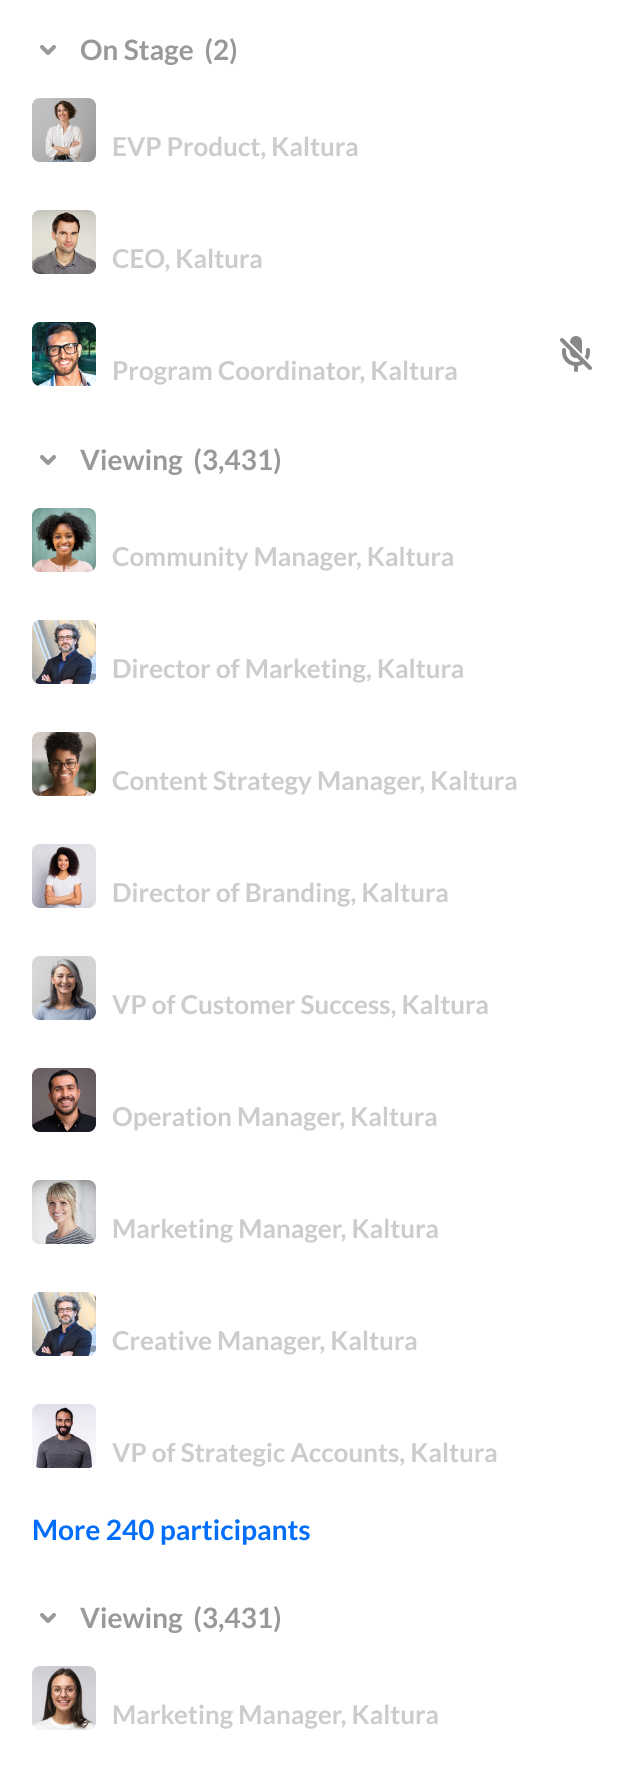 On Stage (2)
EVP Product, Kaltura
CEO, Kaltura
Program Coordinator, Kaltura
Viewing (3,431)
Community Manager, Kaltura
Director of Marketing, Kaltura
Content Strategy Manager, Kaltura
Director of Branding, Kaltura
VP of Customer Success, Kaltura
Operation Manager, Kaltura
Marketing Manager, Kaltura
Creative Manager, Kaltura
VP of Strategic Accounts, Kaltura
More 240 participants
Viewing (3,431)
Marketing Manager, Kaltura